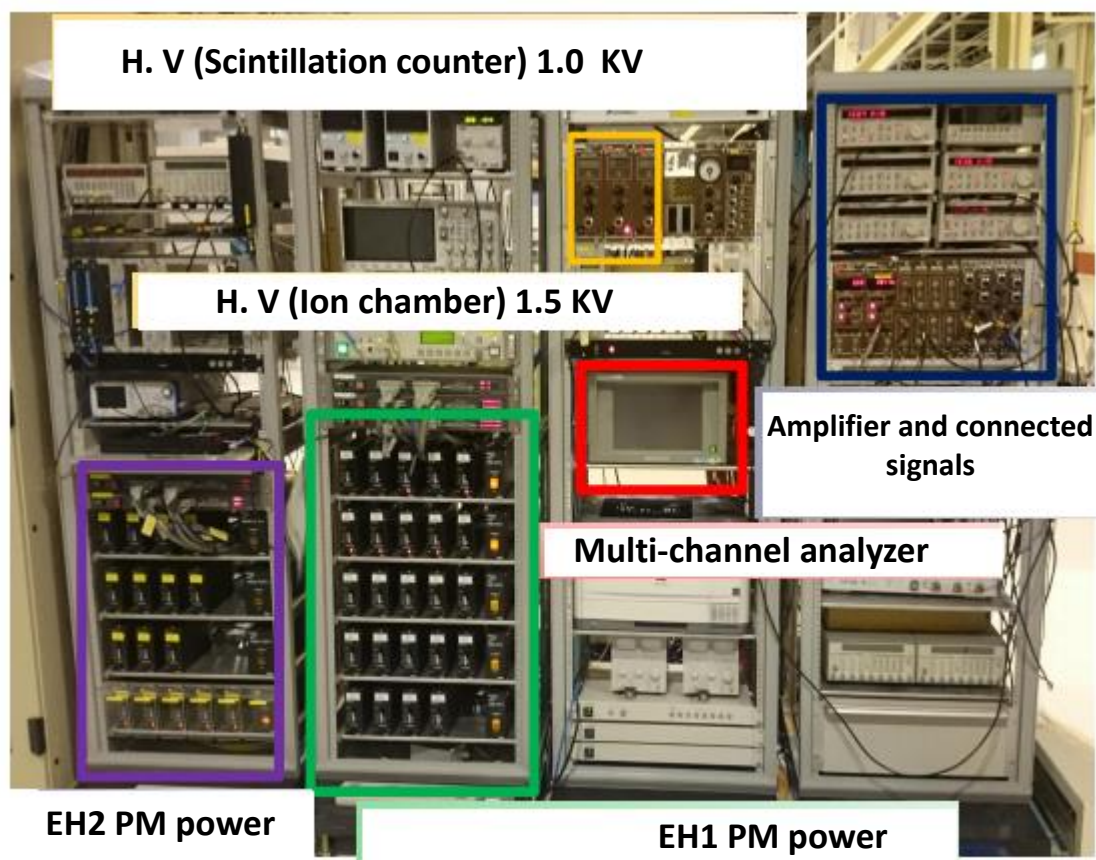 H. V (Scintillation counter) 1.0 KV
H. V (Ion chamber) 1.5 KV
Amplifier and connected
signals
Multi-channel analyzer
EH2 PM power
EH1 PM power